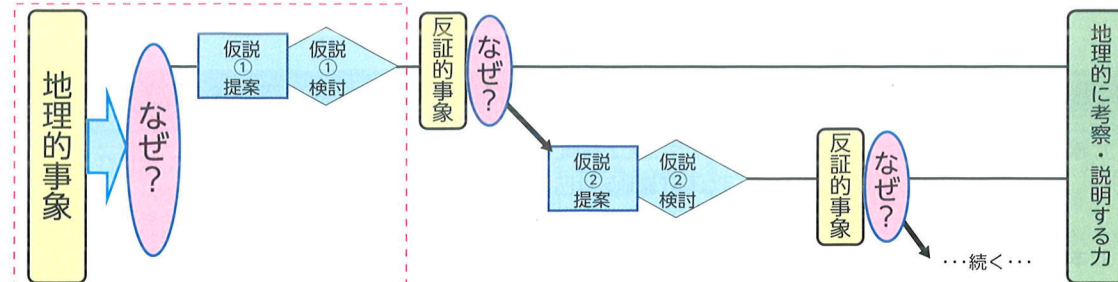 地理的事象
なぜ?
仮説
①
提案
仮説
①
検討
反証的事象
なぜ?
仮説
②
提案
仮説
②
検討
反証的事象
なぜ?
…続く…
地理的に考察・説明する力